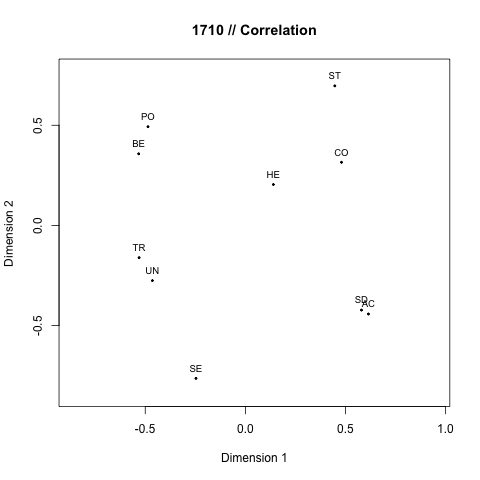 1710 // Correlation
ST
PO
BE
CO
HE
TR
UN
SD
AC
SE
0.5
0.0
-0.5
Dimension 2
-0.5
0.0
0.5
1.0
Dimension 1